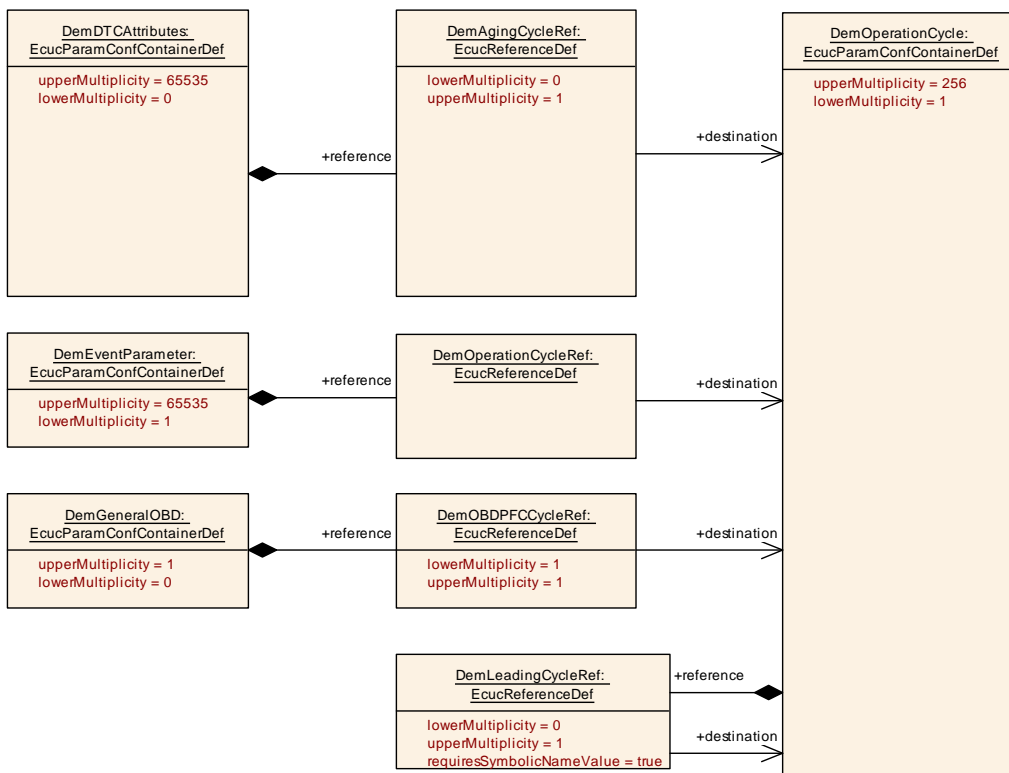 DemDTCAttributes:
EcucParamConfContainerDef
upperMultiplicity = 65535
lowerMultiplicity = 0
+reference
DemAgingCycleRef:
EcucReferenceDef
lowerMultiplicity = 0
upperMultiplicity = 1
+destination
DemOperationCycle:
EcucParamConfContainerDef
upperMultiplicity = 256
lowerMultiplicity = 1
DemEventParameter:
EcucParamConfContainerDef
upperMultiplicity = 65535
lowerMultiplicity = 1
+reference
DemOperationCycleRef:
EcucReferenceDef
+destination
DemGeneralOBD:
EcucParamConfContainerDef
upperMultiplicity = 1
lowerMultiplicity = 0
+reference
DemOBDPFCCycleRef:
EcucReferenceDef
lowerMultiplicity = 1
upperMultiplicity = 1
+destination
DemLeadingCycleRef:
EcucReferenceDef
lowerMultiplicity = 0
upperMultiplicity = 1
requiresSymbolicNameValue = true
+reference
+destination